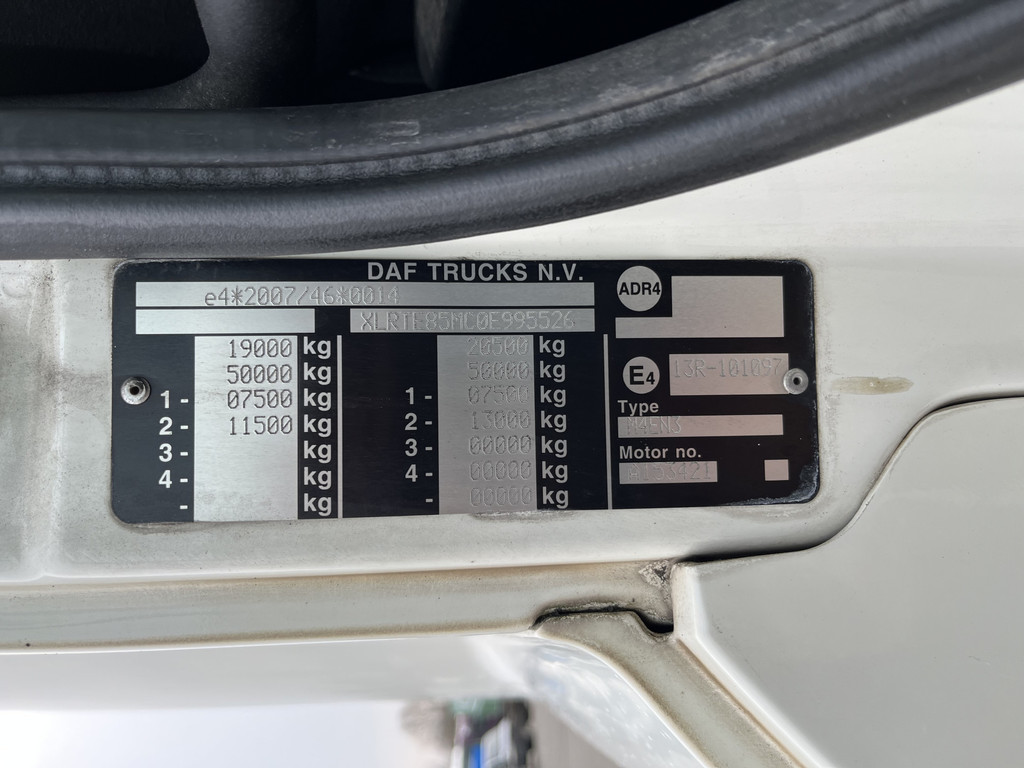 DAF TRUCKS N.V.
e4*2007/46*0014
XLRTE85MC0E995526
19000 kg 20500 kg
50000 kg 50000 kg
1 - 07500 kg 1 - 07500 kg
2 - 11500 kg 2 - 13000 kg
3 - kg 3 - 00000 kg
4 - kg 4 - 00000 kg
- kg - 00000 kg
ADR4
E4 13R-101097
Type
M4EN3
Motor no.